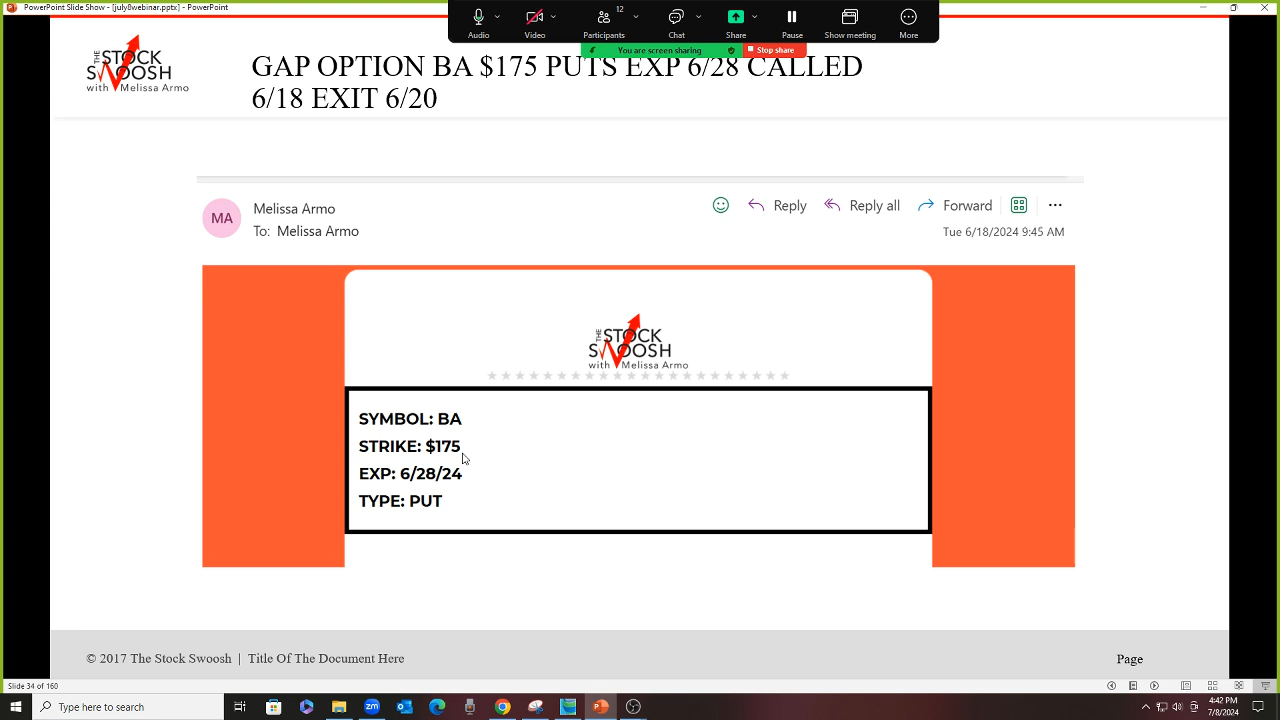 PowerPoint Slide Show - [july8webinar.pptx] - PowerPoint
12
Audio Video Participants Chat Share Pause Show meeting More
You are screen sharing Stop share
THE STOCK SWOOSH
with Melissa Armo
GAP OPTION BA $175 PUTS EXP 6/28 CALLED
6/18 EXIT 6/20
MA
Melissa Armo
To: Melissa Armo
Reply Reply all Forward
Tue 6/18/2024 9:45 AM
THE STOCK
SWOOSH
with Melissa Armo
SYMBOL: BA
STRIKE: $175
EXP: 6/28/24
TYPE: PUT
© 2017 The Stock Swoosh | Title Of The Document Here
Page
Slide 34 of 160
Type here to search
4:42 PM
7/8/2024